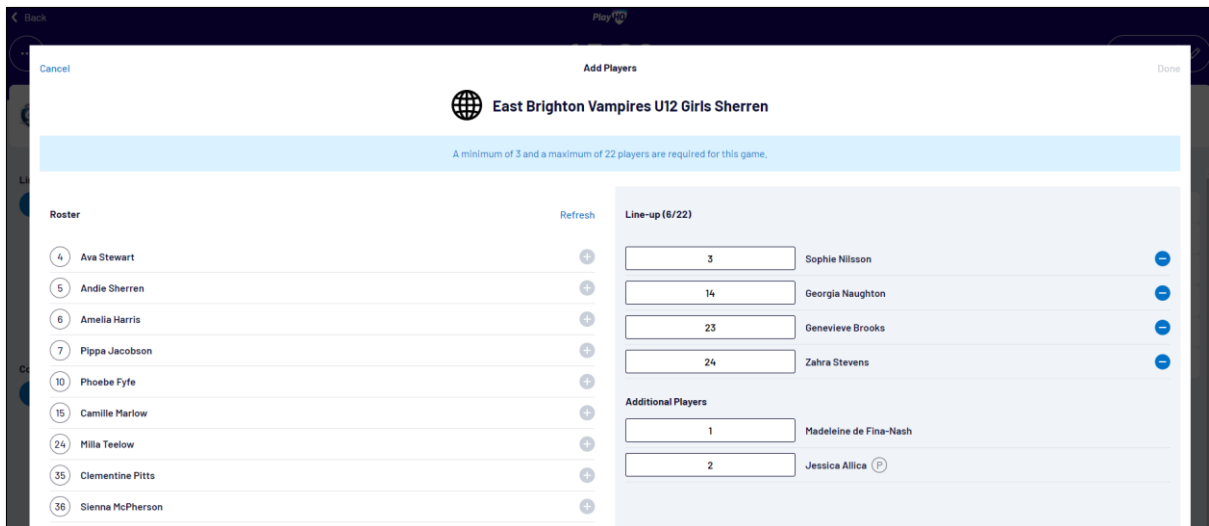 Back
PlayHQ
Cancel
Add Players
Done
East Brighton Vampires U12 Girls Sherren
A minimum of 3 and a maximum of 22 players are required for this game.
Roster
Refresh
4 Ava Stewart
5 Andie Sherren
6 Amelia Harris
7 Pippa Jacobson
10 Phoebe Fyfe
15 Camille Marlow
24 Milla Teelow
35 Clementine Pitts
36 Sienna McPherson
Line-up (6/22)
3 Sophie Nilsson
14 Georgia Naughton
23 Genevieve Brooks
24 Zahra Stevens
Additional Players
1 Madeleine de Fina-Nash
2 Jessica Allica P